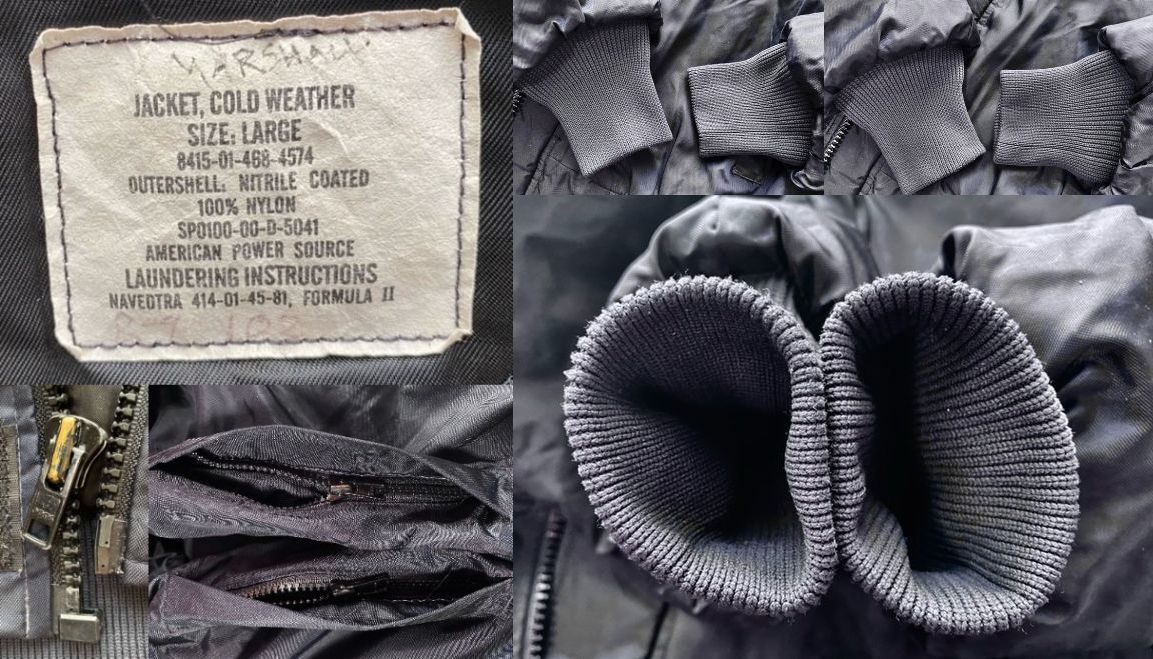 MARSHALL
JACKET, COLD WEATHER
SIZE: LARGE
8415-01-468-4574
OUTERSHELL: NITRILE COATED
100% NYLON
SP0100-00-D-5041
AMERICAN POWER SOURCE
LAUNDERING INSTRUCTIONS
NAVEDTRA 414-01-45-81, FORMULA II